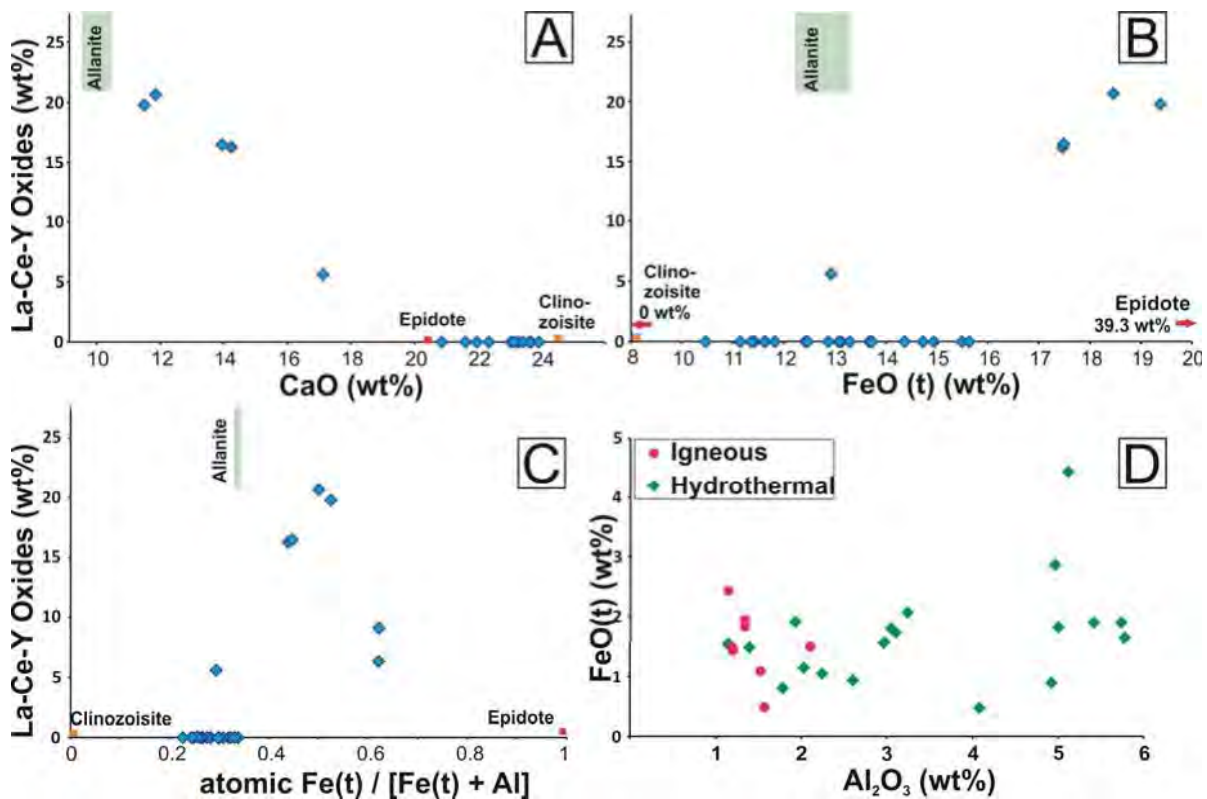 A
Allanite
25
20
15
10
5
0
La-Ce-Y Oxides (wt%)
Epidote
Clino-
zoisite
10 12 14 16 18 20 22 24
CaO (wt%)
B
Allanite
25
20
15
10
5
0
Clino-
zoisite
0 wt%
Epidote
39.3 wt%
8 9 10 11 12 13 14 15 16 17 18 19 20
FeO (t) (wt%)
C
Allanite
25
20
15
10
5
0
La-Ce-Y Oxides (wt%)
Clinozoisite
Epidote
0 0.2 0.4 0.6 0.8 1
atomic Fe(t) / [Fe(t) + Al]
D
Igneous
Hydrothermal
5
4
3
2
1
0
FeO(t) (wt%)
1 2 3 4 5 6
Al₂O₃ (wt%)